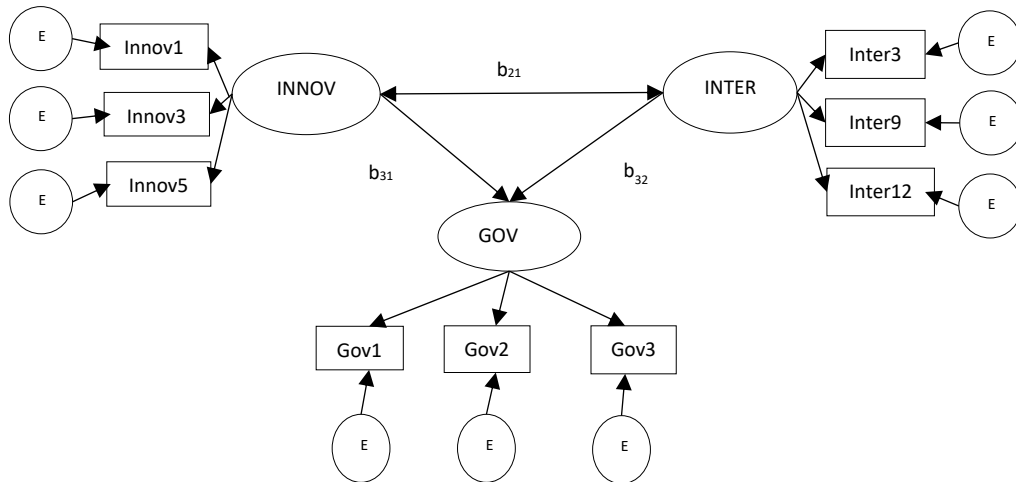 E
Innov1
E
Innov3
E
Innov5
INNOV
b21
INTER
Inter3
E
Inter9
E
Inter12
E
b31
b32
GOV
Gov1
Gov2
Gov3
E
E
E